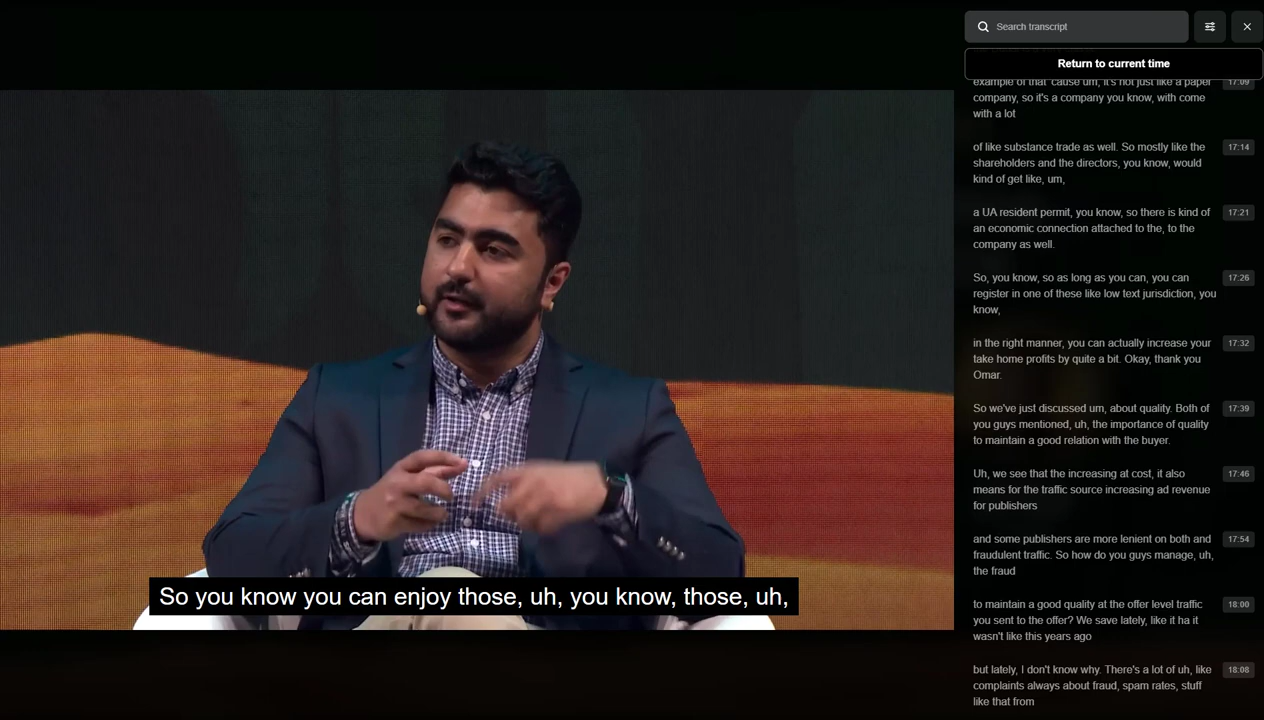 Search transcript
Return to current time
example of that 'cause um, it's not just like a paper
17:09
company, so it's a company you know, with come
with a lot
of like substance trade as well. So mostly like the
17:14
shareholders and the directors, you know, would
kind of get like, um,
a UA resident permit, you know, so there is kind of
17:21
an economic connection attached to the, to the
company as well.
So, you know, so as long as you can, you can
17:26
register in one of these like low text jurisdiction, you
know,
in the right manner, you can actually increase your
17:32
take home profits by quite a bit. Okay, thank you
Omar.
So we've just discussed um, about quality. Both of
17:39
you guys mentioned, uh, the importance of quality
to maintain a good relation with the buyer.
Uh, we see that the increasing at cost, it also
17:46
means for the traffic source increasing ad revenue
for publishers
and some publishers are more lenient on both and
17:54
fraudulent traffic. So how do you guys manage, uh,
the fraud
to maintain a good quality at the offer level traffic
18:00
you sent to the offer? We save lately, like it ha it
wasn't like this years ago
but lately, I don't know why. There's a lot of uh, like
18:08
complaints always about fraud, spam rates, stuff
like that from
So you know you can enjoy those, uh, you know, those, uh,